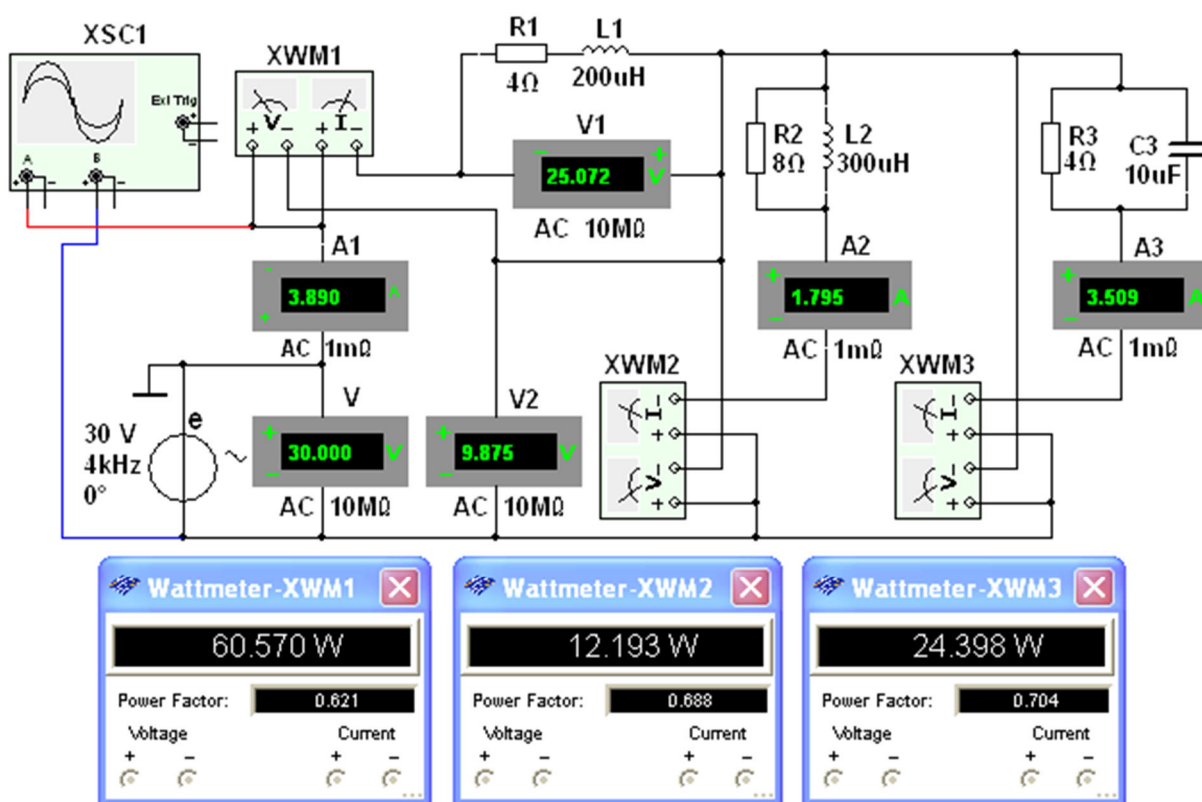 XSC1
Ext Trig
+
-
A
B
+ - + -
XWM1
V I
+ - + -
R1
4Ω
L1
200uH
V1
- +
25.072 V
AC 10MΩ
R2
8Ω
L2
300uH
R3
4Ω
C3
10uF
A1
-
3.890 A
+
AC 1mΩ
A2
+
1.795 A
-
AC 1mΩ
A3
+
3.509 A
-
AC 1mΩ
e
30 V
4kHz
0°
V
+
30.000 V
-
AC 10MΩ
V2
+
9.875 V
-
AC 10MΩ
XWM2
I - +
V - +
XWM3
I - +
V - +
Wattmeter-XWM1
60.570 W
Power Factor: 0.621
Voltage Current
+ - + -
Wattmeter-XWM2
12.193 W
Power Factor: 0.688
Voltage Current
+ - + -
Wattmeter-XWM3
24.398 W
Power Factor: 0.704
Voltage Current
+ - + -